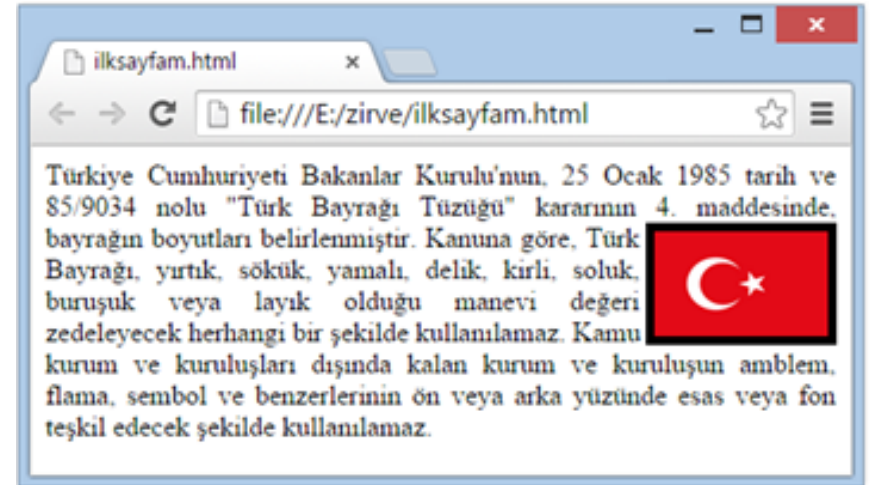 ilksayfam.html
file:///E:/zirve/ilksayfam.html
Türkiye Cumhuriyeti Bakanlar Kurulu'nun, 25 Ocak 1985 tarih ve
85/9034 nolu "Türk Bayrağı Tüzüğü" kararının 4. maddesinde,
bayrağın boyutları belirlenmiştir. Kanuna göre, Türk
Bayrağı, yırtık, sökük, yamalı, delik, kirli, soluk,
buruşuk veya layık olduğu manevi değeri
zedeleyecek herhangi bir şekilde kullanılamaz. Kamu
kurum ve kuruluşları dışında kalan kurum ve kuruluşun amblem,
flama, sembol ve benzerlerinin ön veya arka yüzünde esas veya fon
teşkil edecek şekilde kullanılamaz.